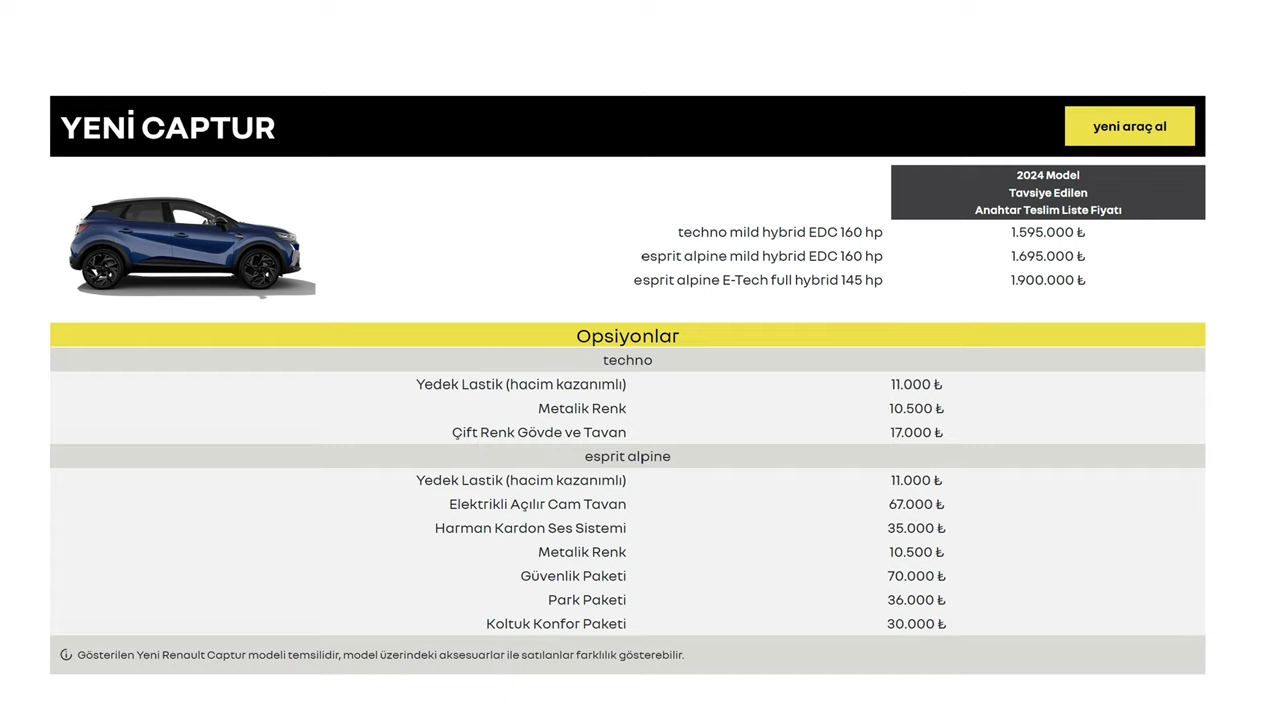 YENİ CAPTUR
yeni araç al
2024 Model
Tavsiye Edilen
Anahtar Teslim Liste Fiyatı
techno mild hybrid EDC 160 hp 1.595.000 ₺
esprit alpine mild hybrid EDC 160 hp 1.695.000 ₺
esprit alpine E-Tech full hybrid 145 hp 1.900.000 ₺
Opsiyonlar
techno
Yedek Lastik (hacim kazanımlı) 11.000 ₺
Metalik Renk 10.500 ₺
Çift Renk Gövde ve Tavan 17.000 ₺
esprit alpine
Yedek Lastik (hacim kazanımlı) 11.000 ₺
Elektrikli Açılır Cam Tavan 67.000 ₺
Harman Kardon Ses Sistemi 35.000 ₺
Metalik Renk 10.500 ₺
Güvenlik Paketi 70.000 ₺
Park Paketi 36.000 ₺
Koltuk Konfor Paketi 30.000 ₺
Gösterilen Yeni Renault Captur modeli temsilidir, model üzerindeki aksesuarlar ile satılanlar farklılık gösterebilir.